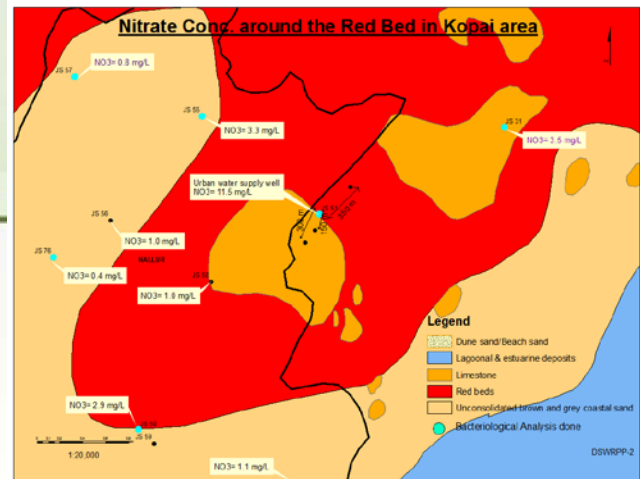 Nitrate Conc. around the Red Bed in Kopai area
JS 57
NO3= 0.8 mg/L
JS 55
NO3= 3.3 mg/L
JS 31
NO3= 3.5 mg/L
Urban water supply well
NO3= 11.5 mg/L
JS 56
NO3= 1.0 mg/L
JS 76
NO3= 0.4 mg/L
NALLUR
NO3= 1.0 mg/L
NO3= 2.9 mg/L
JS 59
1:20,000
NO3= 1.1 mg/L
Legend
Dune sand/Beach sand
Lagoonal & estuarine deposits
Limestone
Red beds
Unconsolidated brown and grey coastal sand
Bacteriological Analysis done
DSWRPP-2